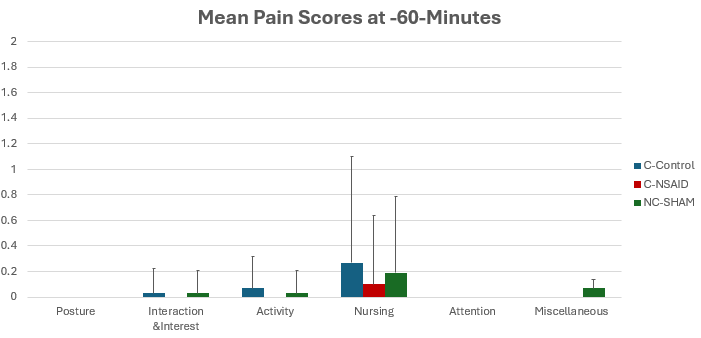 Mean Pain Scores at -60-Minutes
2
1.8
1.6
1.4
1.2
1
0.8
0.6
0.4
0.2
0
C-Control
C-NSAID
NC-SHAM
Posture
Interaction
&Interest
Activity
Nursing
Attention
Miscellaneous